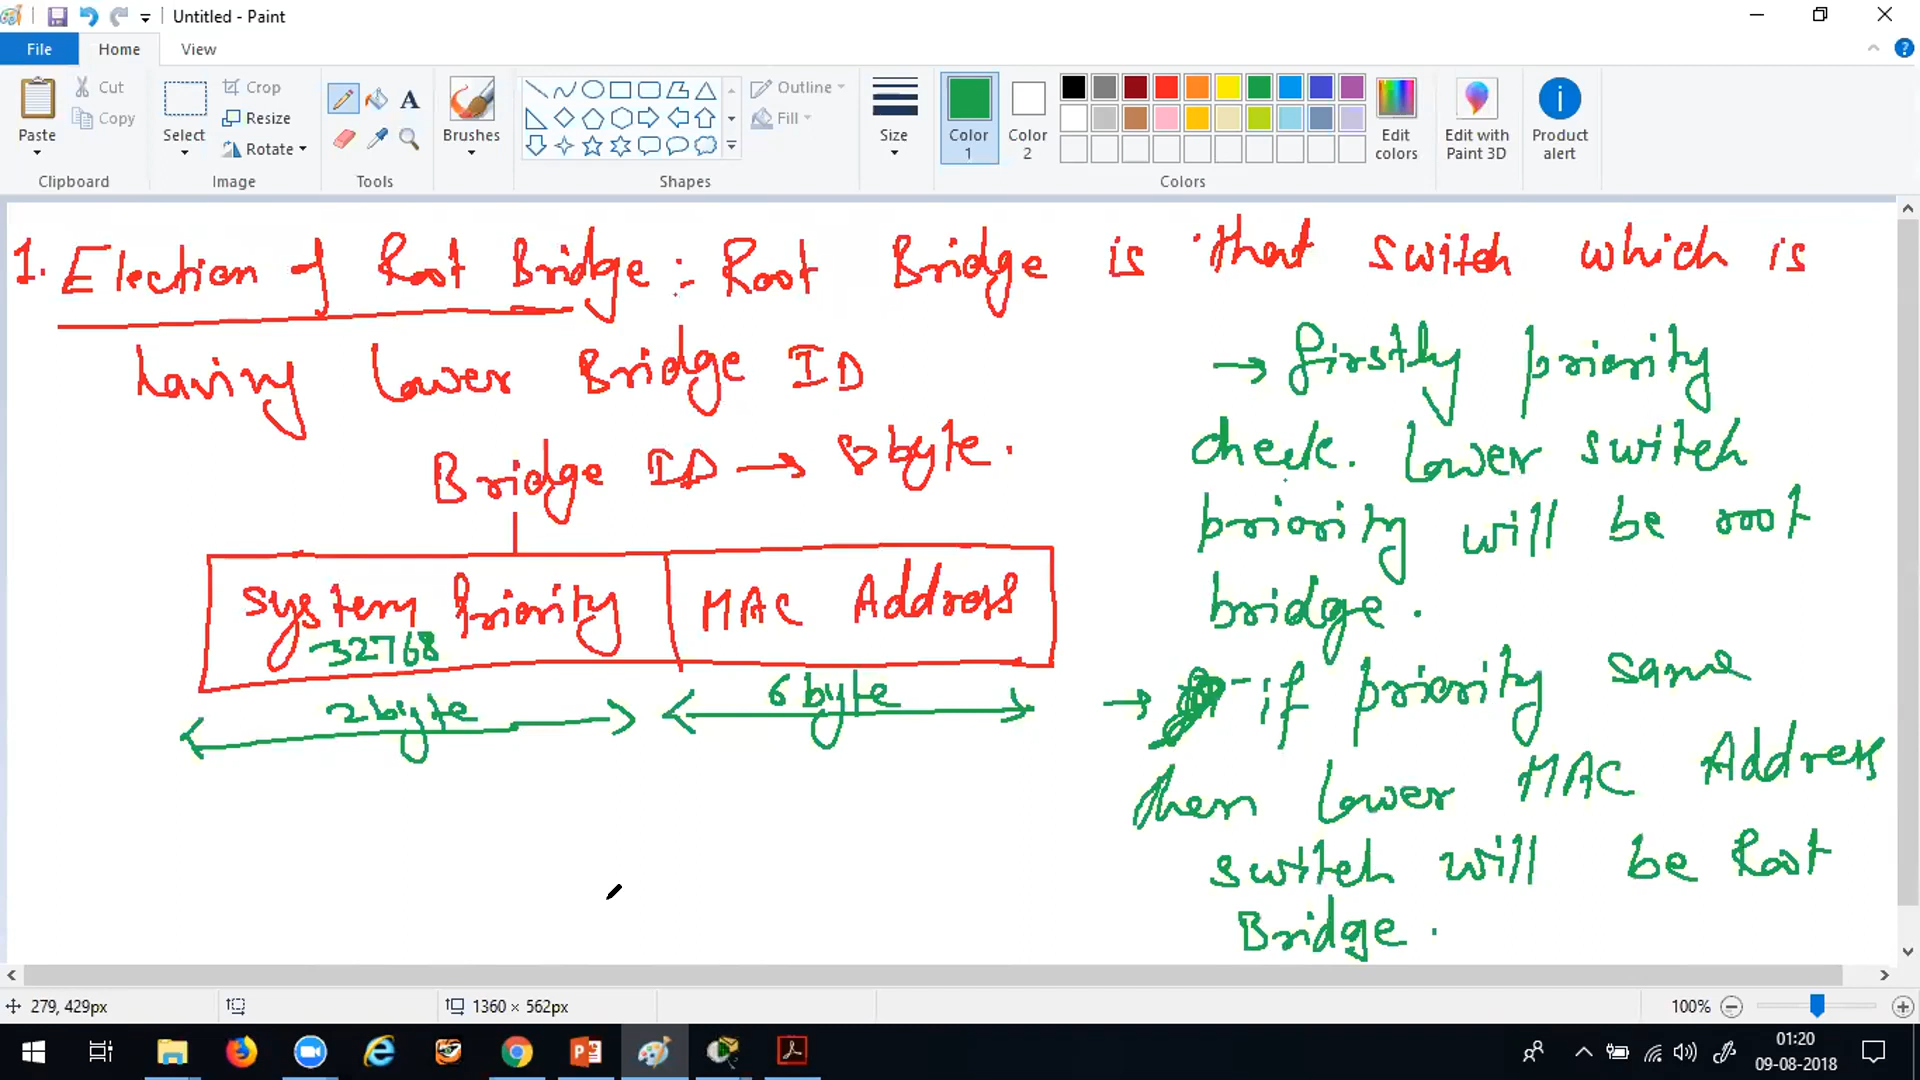 Untitled - Paint
File Home View
Paste Cut Copy Clipboard
Select Crop Resize Rotate Image
Tools
Brushes
Outline Fill Shapes
Size
Color 1 Color 2 Edit colors Colors
Edit with Paint 3D
Product alert
1. Election of Root Bridge :- Root Bridge is that switch which is
having lower Bridge ID
Bridge ID → 8 byte.
System Priority MAC Address
32768
2 byte 6 byte
→ firstly priority
check. Lower switch
priority will be root
bridge.
→ if priority same
then lower MAC Address
switch will be Root
Bridge.
279, 429px 1360 × 562px 100%
01:20
09-08-2018